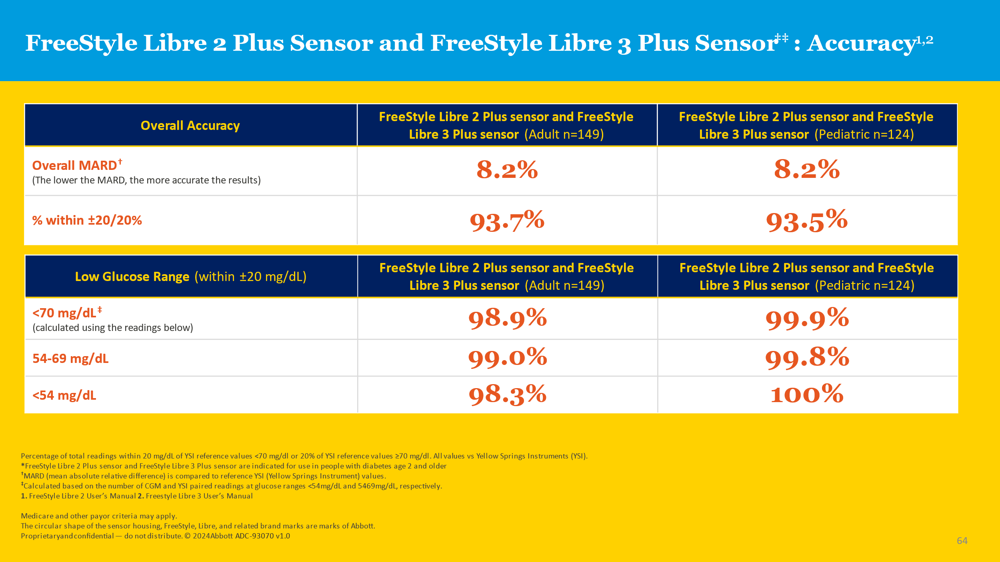 FreeStyle Libre 2 Plus Sensor and FreeStyle Libre 3 Plus Sensor‡‡ : Accuracy1,2
Overall Accuracy
FreeStyle Libre 2 Plus sensor and FreeStyle
Libre 3 Plus sensor (Adult n=149)
FreeStyle Libre 2 Plus sensor and FreeStyle
Libre 3 Plus sensor (Pediatric n=124)
Overall MARD†
(The lower the MARD, the more accurate the results)
8.2%
8.2%
% within ±20/20%
93.7%
93.5%
Low Glucose Range (within ±20 mg/dL)
FreeStyle Libre 2 Plus sensor and FreeStyle
Libre 3 Plus sensor (Adult n=149)
FreeStyle Libre 2 Plus sensor and FreeStyle
Libre 3 Plus sensor (Pediatric n=124)
<70 mg/dL‡
(calculated using the readings below)
98.9%
99.9%
54-69 mg/dL
99.0%
99.8%
<54 mg/dL
98.3%
100%
Percentage of total readings within 20 mg/dL of YSI reference values <70 mg/dl or 20% of YSI reference values ≥70 mg/dl. All values vs Yellow Springs Instruments (YSI).
*FreeStyle Libre 2 Plus sensor and FreeStyle Libre 3 Plus sensor are indicated for use in people with diabetes age 2 and older
†MARD (mean absolute relative difference) is compared to reference YSI (Yellow Springs Instrument) values.
‡Calculated based on the number of CGM and YSI paired readings at glucose ranges <54mg/dL and 5469mg/dL, respectively.
1. FreeStyle Libre 2 User’s Manual 2. Freestyle Libre 3 User’s Manual
Medicare and other payor criteria may apply.
The circular shape of the sensor housing, FreeStyle, Libre, and related brand marks are marks of Abbott.
Proprietaryand confidential — do not distribute. © 2024Abbott ADC-93070 v1.0
64